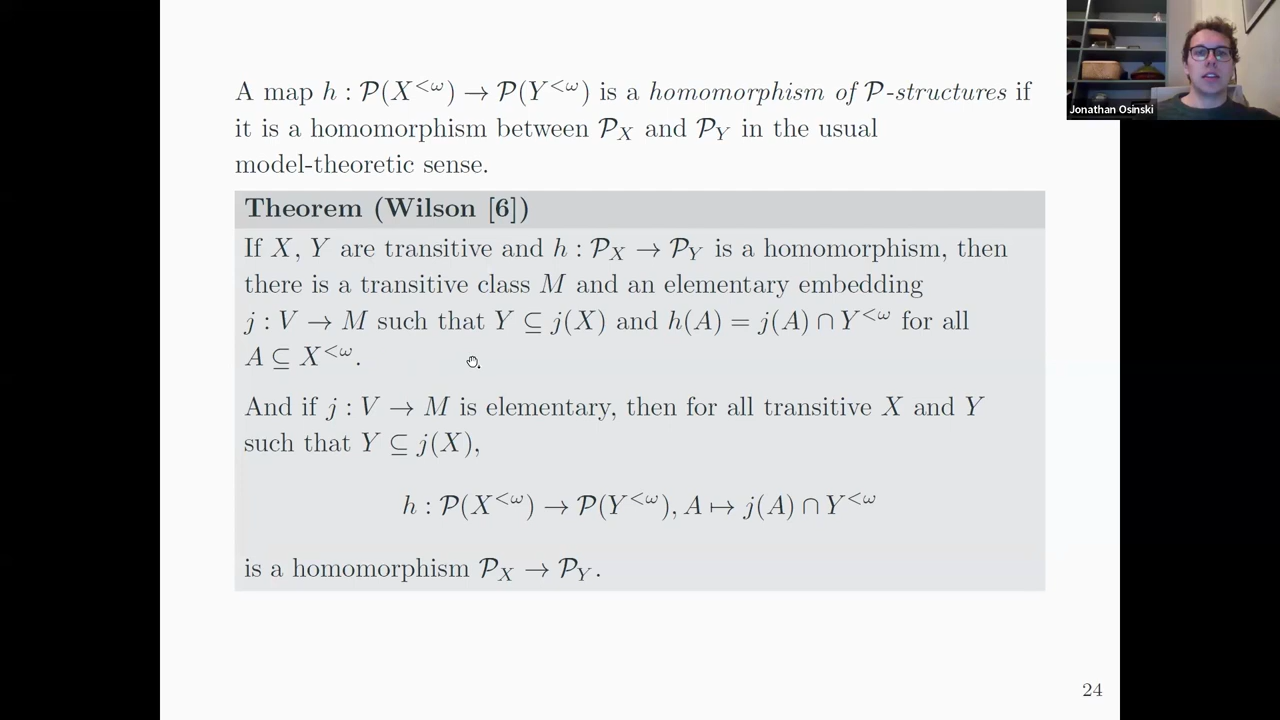 A map h : 𝒫(X^{<ω}) → 𝒫(Y^{<ω}) is a homomorphism of 𝒫-structures if
it is a homomorphism between 𝒫_X and 𝒫_Y in the usual
model-theoretic sense.
Theorem (Wilson [6])
If X, Y are transitive and h : 𝒫_X → 𝒫_Y is a homomorphism, then
there is a transitive class M and an elementary embedding
j : V → M such that Y ⊆ j(X) and h(A) = j(A) ∩ Y^{<ω} for all
A ⊆ X^{<ω}.
And if j : V → M is elementary, then for all transitive X and Y
such that Y ⊆ j(X),
h : 𝒫(X^{<ω}) → 𝒫(Y^{<ω}), A ↦ j(A) ∩ Y^{<ω}
is a homomorphism 𝒫_X → 𝒫_Y.
24
Jonathan Osinski